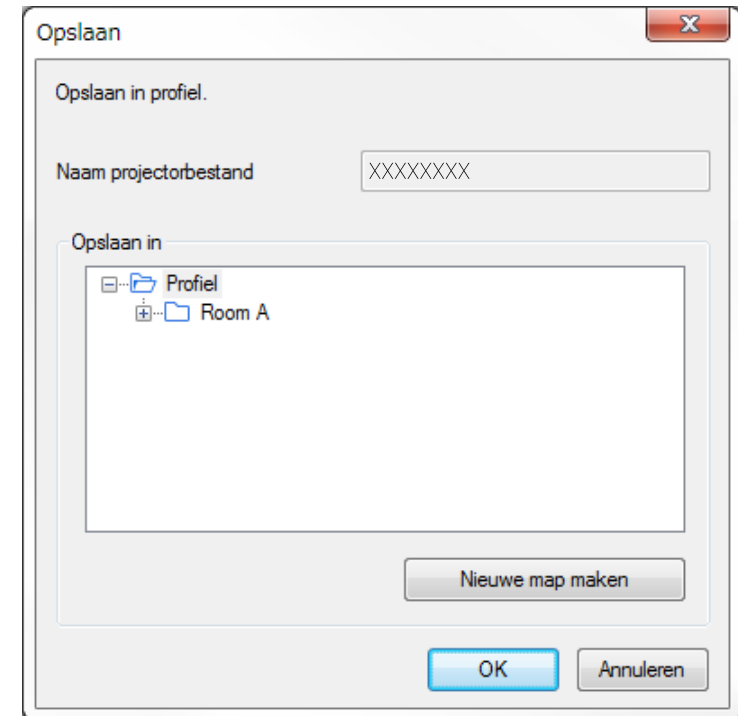 Opslaan
Opslaan in profiel.
Naam projectorbestand XXXXXXXX
Opslaan in
Profiel
Room A
Nieuwe map maken
OK Annuleren